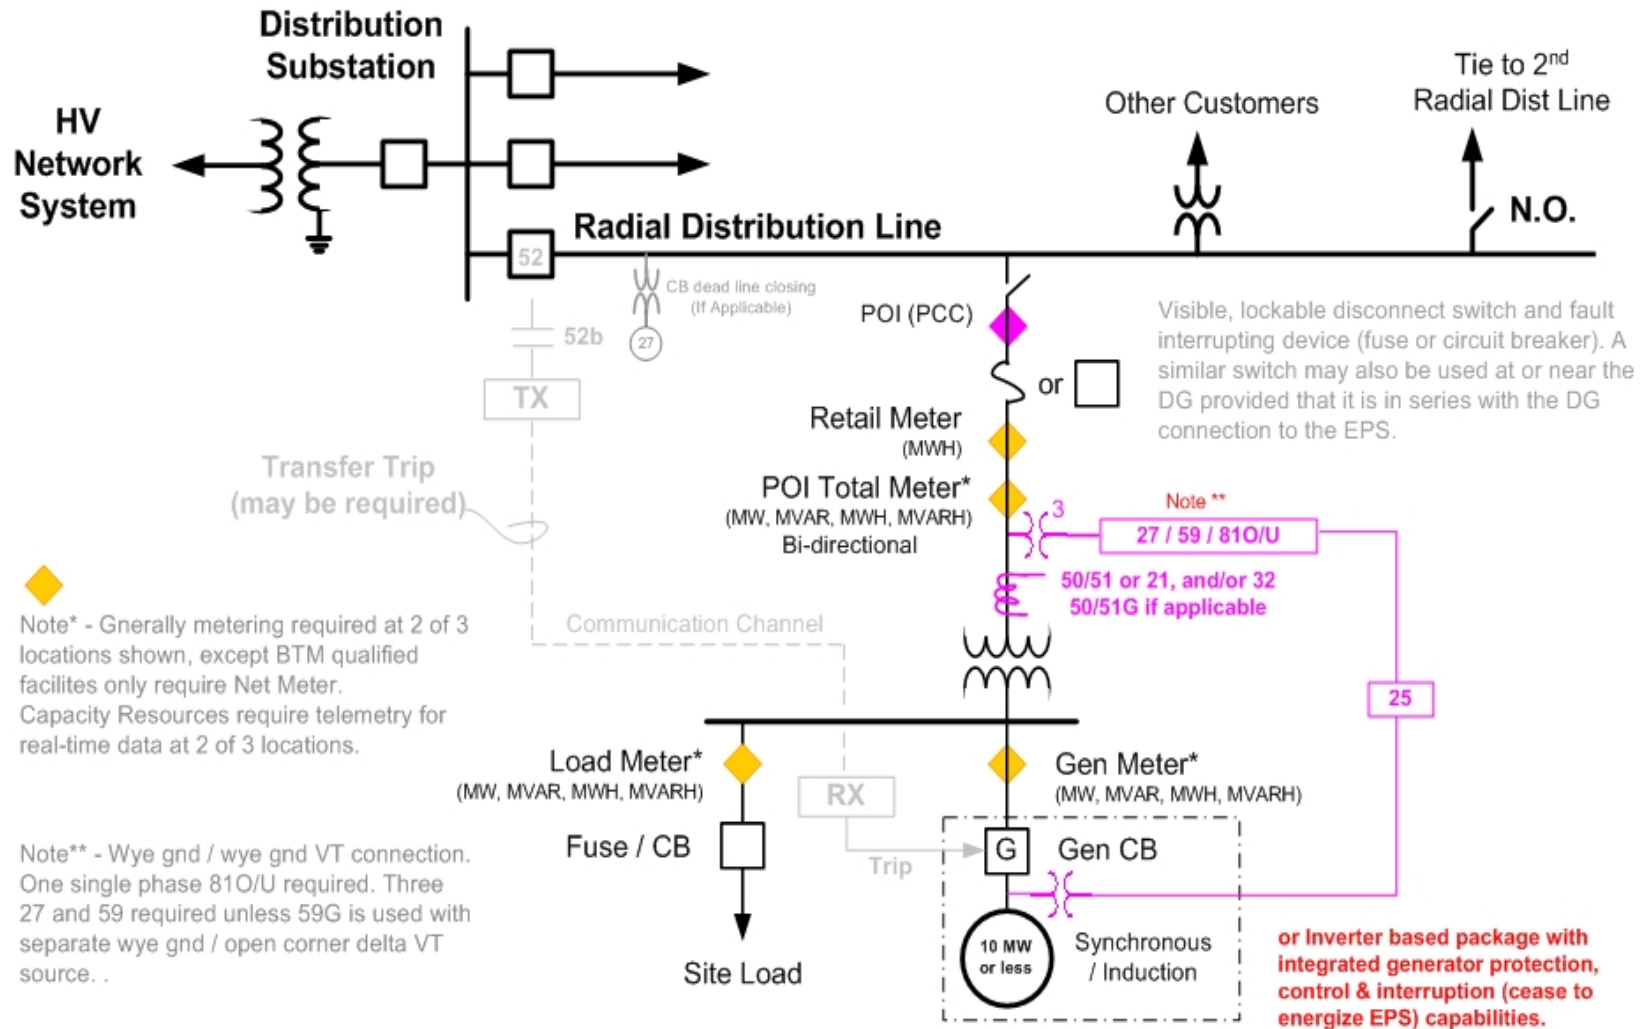 Distribution
Substation
HV
Network
System
Other Customers
Tie to 2nd
Radial Dist Line
N.O.
Radial Distribution Line
52
CB dead line closing
(If Applicable)
27
52b
TX
POI (PCC)
or
Visible, lockable disconnect switch and fault
interrupting device (fuse or circuit breaker). A
similar switch may also be used at or near the
DG provided that it is in series with the DG
connection to the EPS.
Retail Meter
(MWH)
Transfer Trip
(may be required)
POI Total Meter*
(MW, MVAR, MWH, MVARH)
Bi-directional
3
Note **
27 / 59 / 81O/U
50/51 or 21, and/or 32
50/51G if applicable
Note* - Gnerally metering required at 2 of 3
locations shown, except BTM qualified
facilites only require Net Meter.
Capacity Resources require telemetry for
real-time data at 2 of 3 locations.
Communication Channel
25
Load Meter*
(MW, MVAR, MWH, MVARH)
RX
Gen Meter*
(MW, MVAR, MWH, MVARH)
Fuse / CB
Trip
G
Gen CB
Note** - Wye gnd / wye gnd VT connection.
One single phase 81O/U required. Three
27 and 59 required unless 59G is used with
separate wye gnd / open corner delta VT
source. .
Site Load
10 MW
or less
Synchronous
/ Induction
or Inverter based package with
integrated generator protection,
control & interruption (cease to
energize EPS) capabilities.